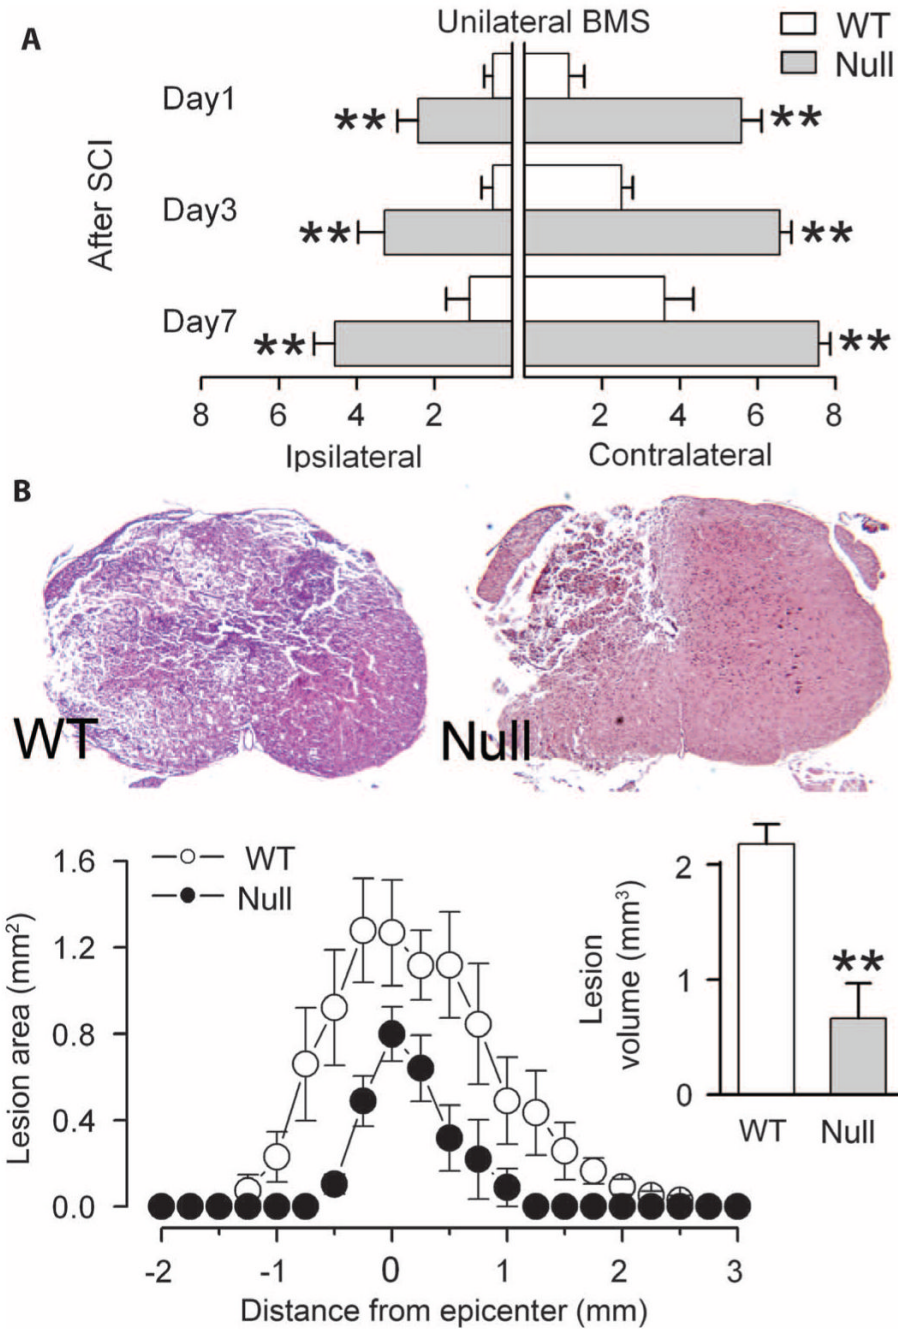 A
Unilateral BMS
WT
Null
After SCI
Day1
**
**
Day3
**
**
Day7
**
**
8 6 4 2 2 4 6 8
Ipsilateral Contralateral
B
WT
Null
WT
Null
Lesion area (mm²)
1.6
1.2
0.8
0.4
0.0
-2 -1 0 1 2 3
Distance from epicenter (mm)
Lesion
volume (mm³)
2
1
0
**
WT Null